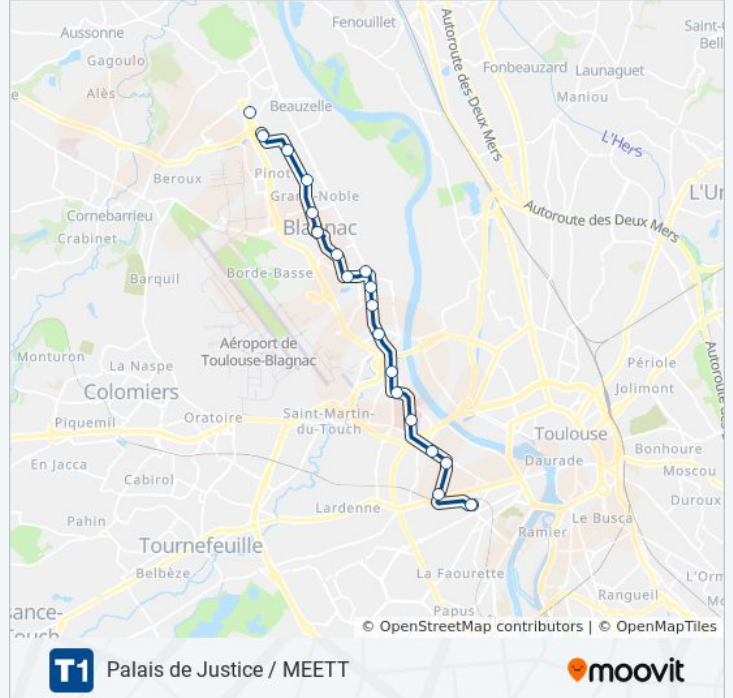 Fenouillet
Saint-
Bell
Aussonne
Gagoulo
Alès
Autoroute des Deux Mers
Fonbeauzard
Launaguet
Maniou
Beauzelle
L'Hers
Beroux
Pinot
Grand-Noble
L'Ur
Cornebarrieu
Crabinet
Blagnac
Autoroute des Deux Mers
Barquil
Borde-Basse
Monturon
La Naspe
Aéroport de
Toulouse-Blagnac
Périole
Jolimont
Colomiers
Piquemil
Oratoire
Saint-Martin-
du-Touch
Toulouse
Daurade
Bonhoure
Moscou
En Jacca
Cabirol
Duroux
Pahin
Lardenne
Ramier
Le Busca
Tournefeuille
Belbèze
La Faourette
Rangueil
L'Orm
Papus
© OpenStreetMap contributors | © OpenMapTiles
T1 Palais de Justice / MEETT
moovit